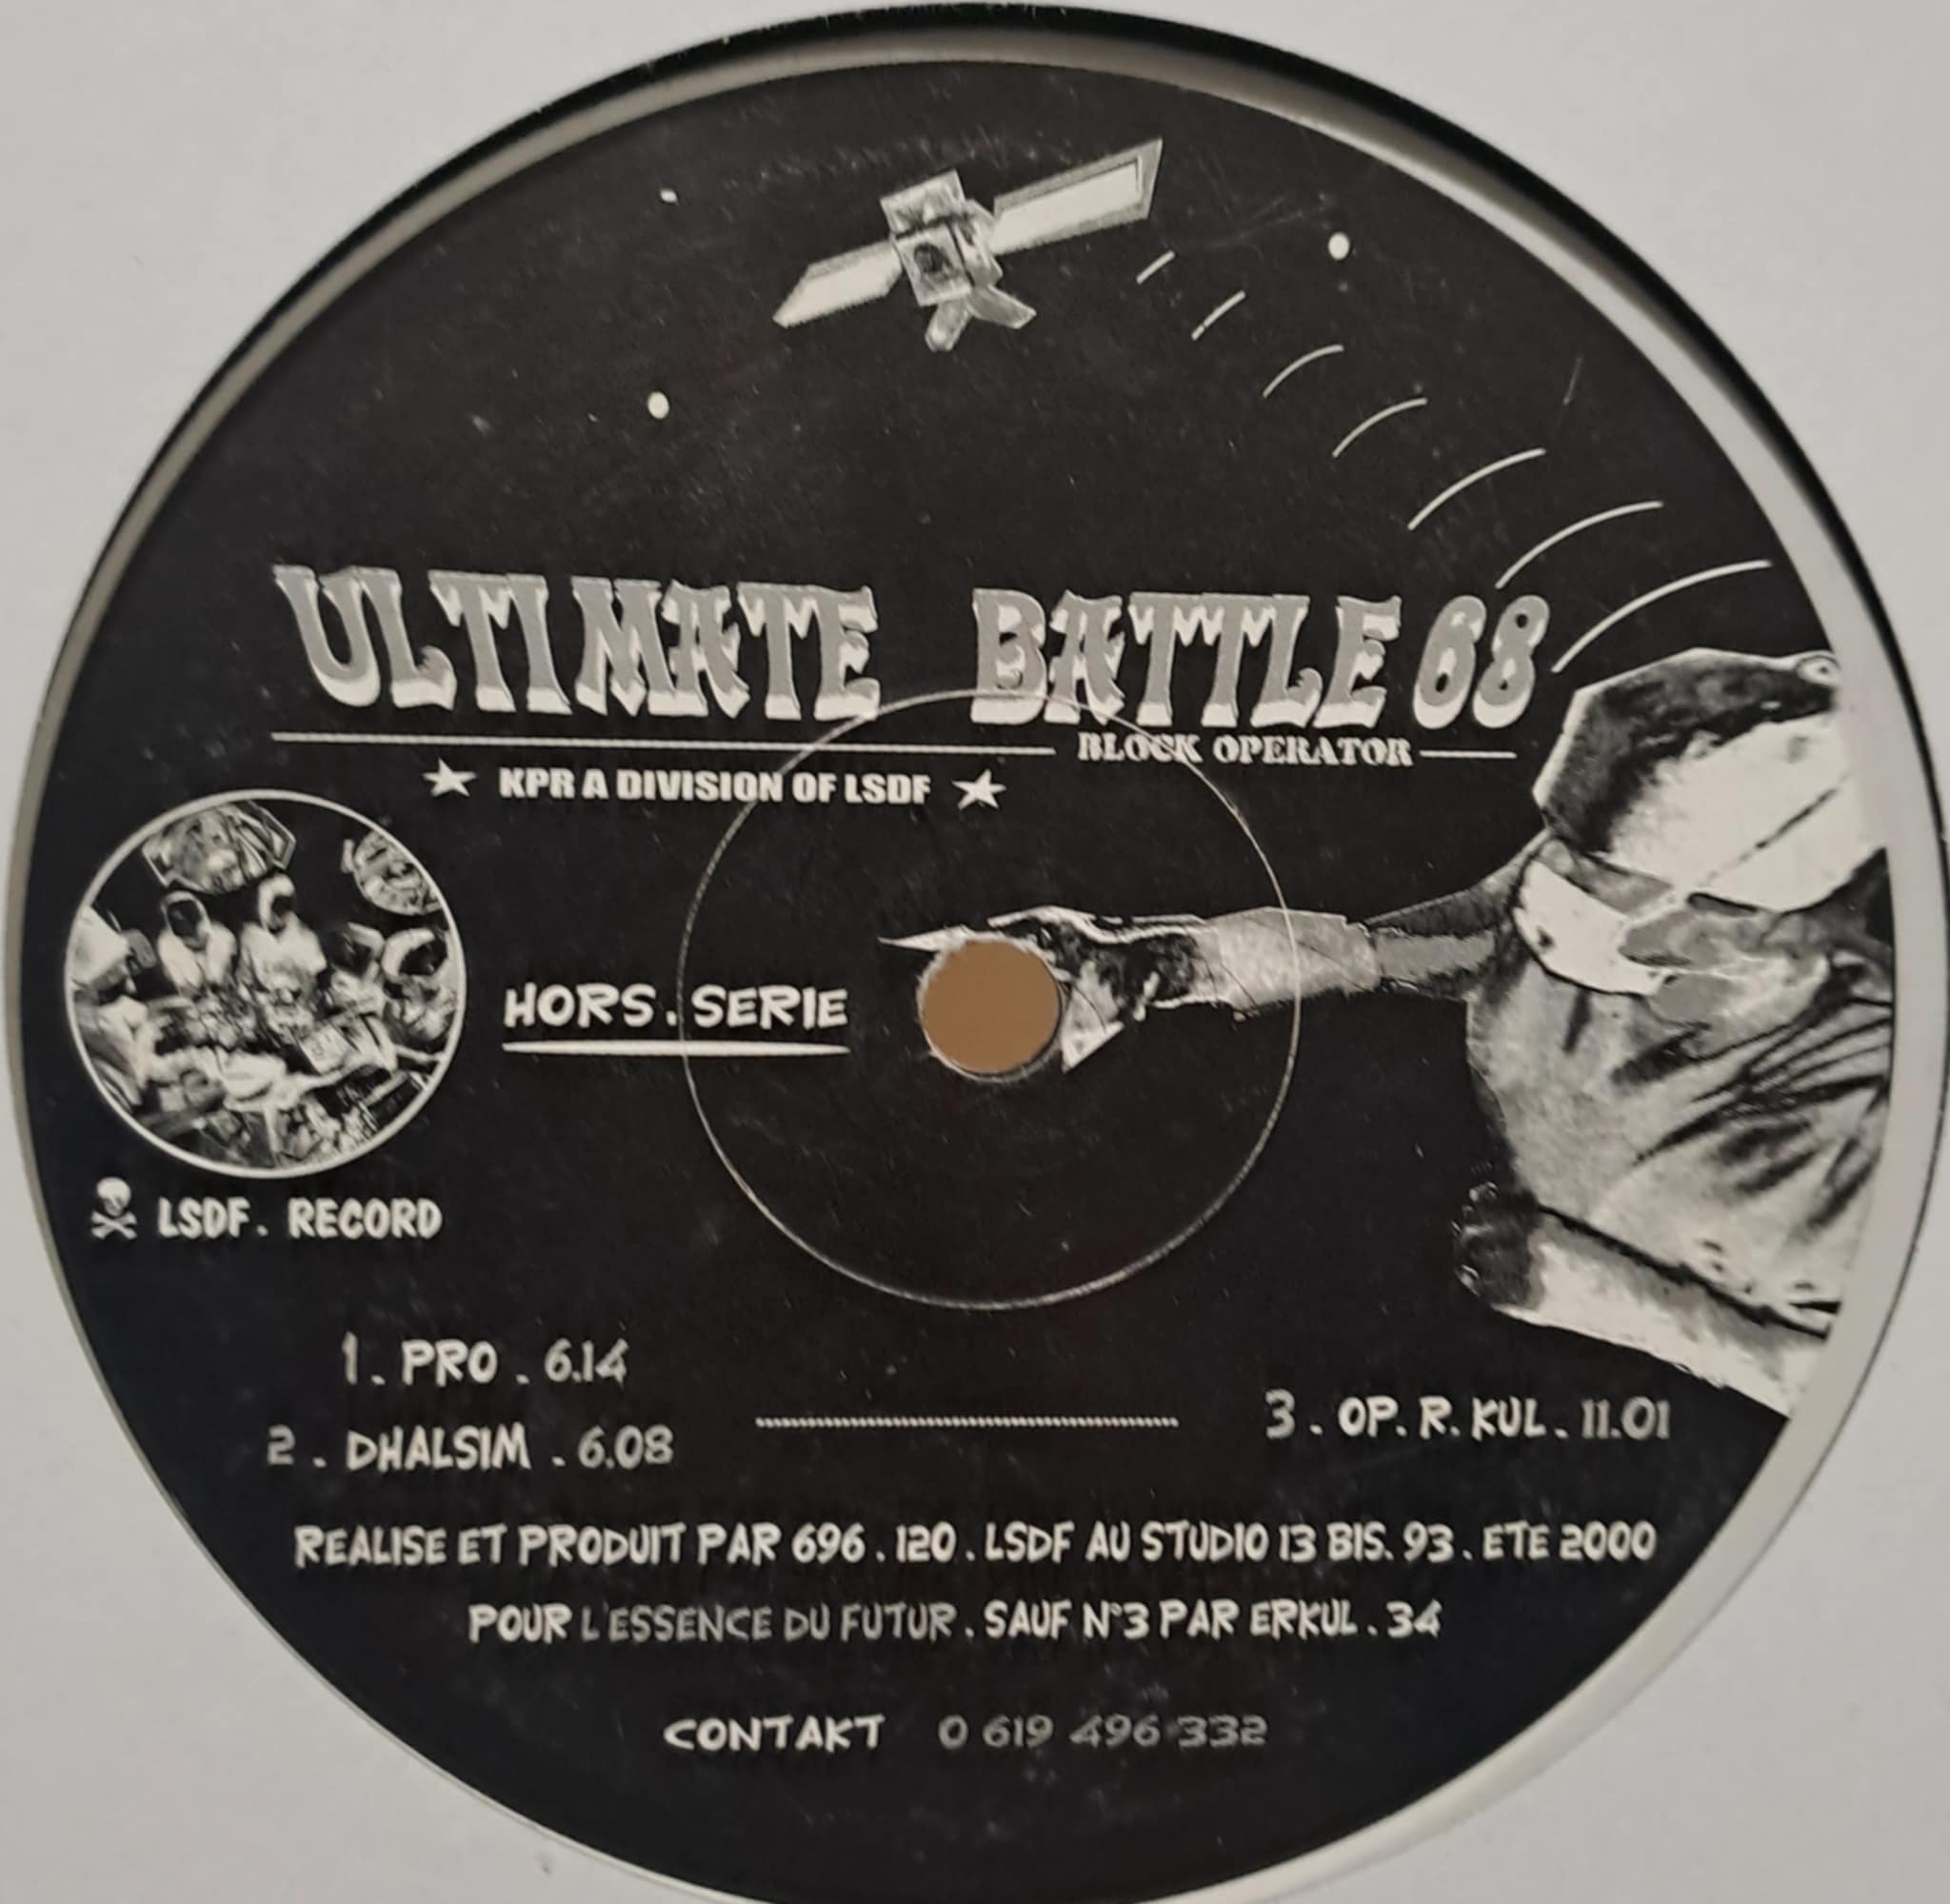 ULTIMATE BATTLE 68
BLOCK OPERATOR
★ KPR A DIVISION OF LSDF ★
HORS. SERIE
LSDF. RECORD
1. PRO. 6.14
2. DHALSIM. 6.08
3. OP. R. KUL. 11.01
REALISE ET PRODUIT PAR 696. 120. LSDF AU STUDIO 13 BIS. 93. ETE 2000
POUR L'ESSENCE DU FUTUR. SAUF N°3 PAR ERKUL. 34
CONTAKT 0 619 496 332